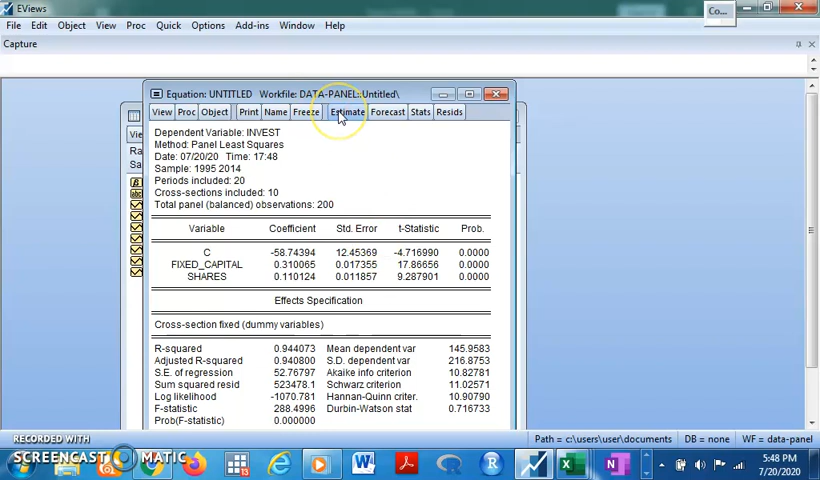 EViews
Co...
File Edit Object View Proc Quick Options Add-ins Window Help
Capture
Equation: UNTITLED Workfile: DATA-PANEL::Untitled\
View Proc Object Print Name Freeze Estimate Forecast Stats Resids
Vie
Ra
Sa
Dependent Variable: INVEST
Method: Panel Least Squares
Date: 07/20/20 Time: 17:48
Sample: 1995 2014
Periods included: 20
Cross-sections included: 10
Total panel (balanced) observations: 200
Variable Coefficient Std. Error t-Statistic Prob.
C -58.74394 12.45369 -4.716990 0.0000
FIXED_CAPITAL 0.310065 0.017355 17.86656 0.0000
SHARES 0.110124 0.011857 9.287901 0.0000
Effects Specification
Cross-section fixed (dummy variables)
R-squared 0.944073 Mean dependent var 145.9583
Adjusted R-squared 0.940800 S.D. dependent var 216.8753
S.E. of regression 52.76797 Akaike info criterion 10.82781
Sum squared resid 523478.1 Schwarz criterion 11.02571
Log likelihood -1070.781 Hannan-Quinn criter. 10.90790
F-statistic 288.4996 Durbin-Watson stat 0.716733
Prob(F-statistic) 0.000000
RECORDED WITH
SCREENCAST MATIC
Path = c:\users\user\documents DB = none WF = data-panel
5:48 PM
7/20/2020